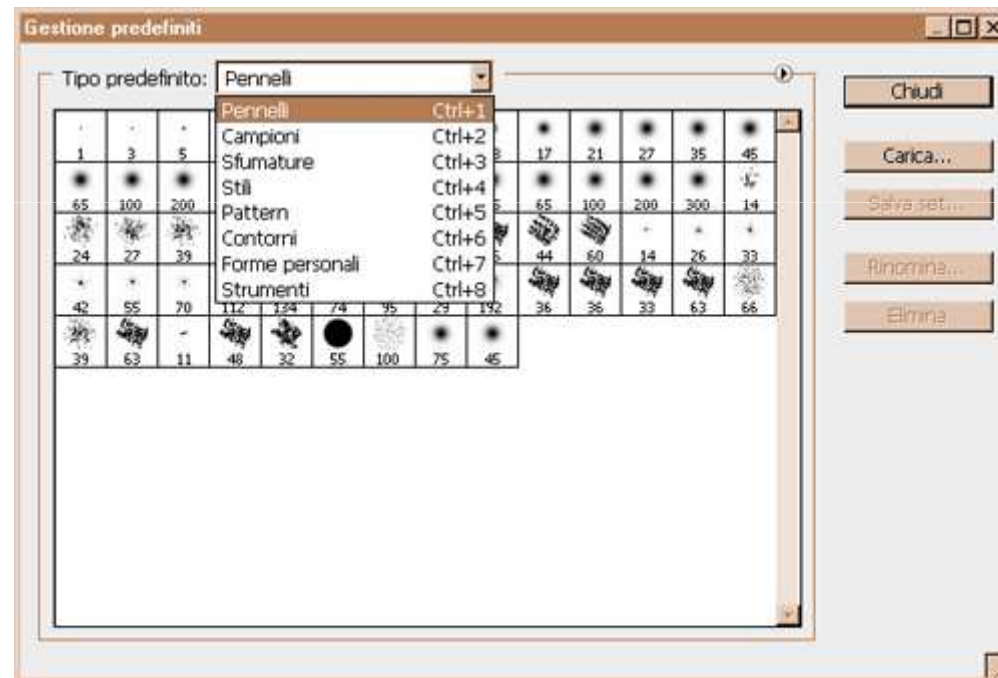 Gestione predefiniti
Tipo predefinito: Pennelli
Pennelli Ctrl+1
Campioni Ctrl+2
Sfumature Ctrl+3
Stili Ctrl+4
Pattern Ctrl+5
Contorni Ctrl+6
Forme personali Ctrl+7
Strumenti Ctrl+8
1 3 5 17 21 27 35 45
65 100 200 65 100 200 300 14
24 27 39 44 60 14 26 33
42 55 70 112 134 74 95 29 192 36 36 33 63 66
39 63 11 48 32 55 100 75 45
Chiudi
Carica...
Salva set...
Rinomina...
Elimina